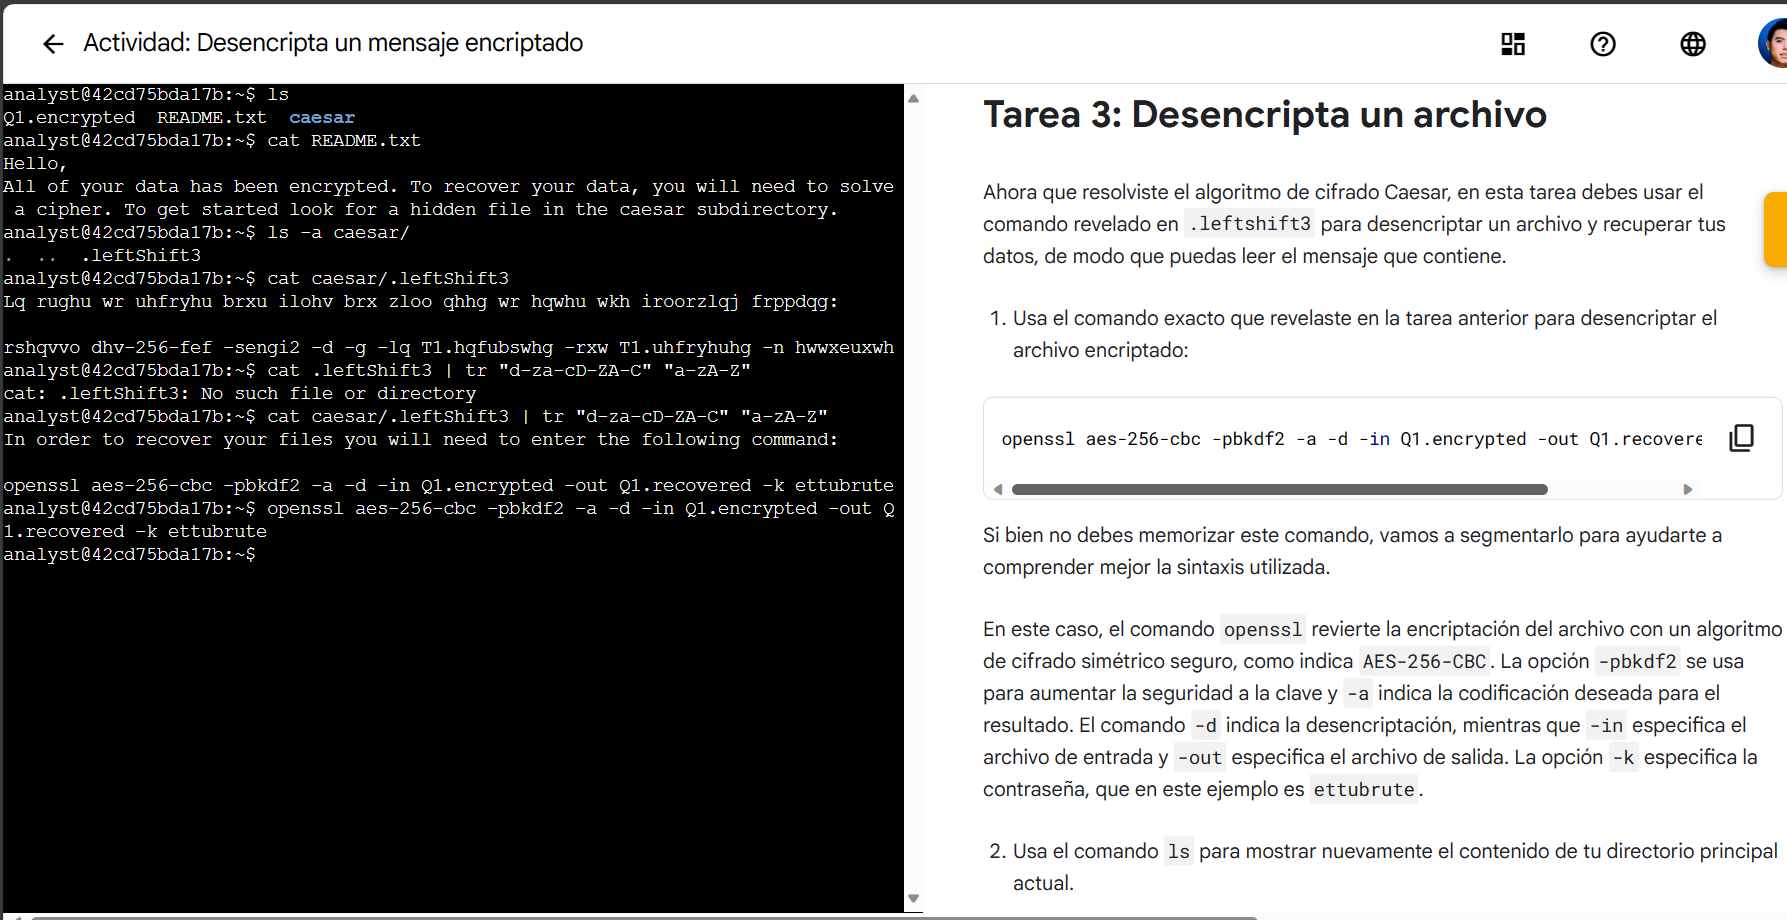 Actividad: Desencripta un mensaje encriptado
analyst@42cd75bda17b:~$ ls
Q1.encrypted  README.txt  caesar
analyst@42cd75bda17b:~$ cat README.txt
Hello,
All of your data has been encrypted. To recover your data, you will need to solve
 a cipher. To get started look for a hidden file in the caesar subdirectory.
analyst@42cd75bda17b:~$ ls -a caesar/
.  ..  .leftShift3
analyst@42cd75bda17b:~$ cat caesar/.leftShift3
Lq rughu wr uhfryhu brxu ilohv brx zloo qhhg wr hqwhu wkh iroorzlqj frppdqg:
rshqvvo dhv-256-fef -sengi2 -d -g -lq T1.hqfubswhg -rxw T1.uhfryhuhg -n hwwxeuxwh
analyst@42cd75bda17b:~$ cat .leftShift3 | tr "d-za-cD-ZA-C" "a-zA-Z"
cat: .leftShift3: No such file or directory
analyst@42cd75bda17b:~$ cat caesar/.leftShift3 | tr "d-za-cD-ZA-C" "a-zA-Z"
In order to recover your files you will need to enter the following command:
openssl aes-256-cbc -pbkdf2 -a -d -in Q1.encrypted -out Q1.recovered -k ettubrute
analyst@42cd75bda17b:~$ openssl aes-256-cbc -pbkdf2 -a -d -in Q1.encrypted -out Q
1.recovered -k ettubrute
analyst@42cd75bda17b:~$
Tarea 3: Desencripta un archivo
Ahora que resolviste el algoritmo de cifrado Caesar, en esta tarea debes usar el
comando revelado en .leftshift3 para desencriptar un archivo y recuperar tus
datos, de modo que puedas leer el mensaje que contiene.
1. Usa el comando exacto que revelaste en la tarea anterior para desencriptar el
archivo encriptado:
openssl aes-256-cbc -pbkdf2 -a -d -in Q1.encrypted -out Q1.recovere
Si bien no debes memorizar este comando, vamos a segmentarlo para ayudarte a
comprender mejor la sintaxis utilizada.
En este caso, el comando openssl revierte la encriptación del archivo con un algoritmo
de cifrado simétrico seguro, como indica AES-256-CBC. La opción -pbkdf2 se usa
para aumentar la seguridad a la clave y -a indica la codificación deseada para el
resultado. El comando -d indica la desencriptación, mientras que -in especifica el
archivo de entrada y -out especifica el archivo de salida. La opción -k especifica la
contraseña, que en este ejemplo es ettubrute.
2. Usa el comando ls para mostrar nuevamente el contenido de tu directorio principal
actual.